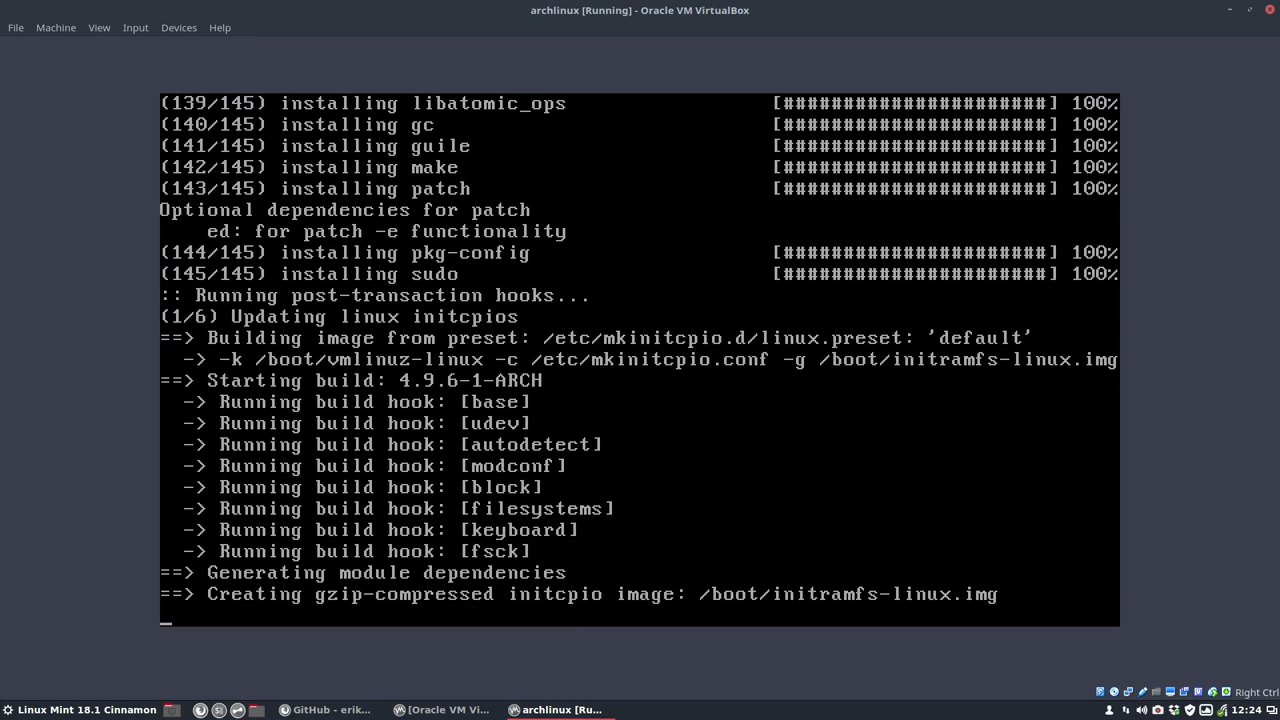 archlinux [Running] - Oracle VM VirtualBox
File Machine View Input Devices Help
(139/145) installing libatomic_ops [######################] 100%
(140/145) installing gc [######################] 100%
(141/145) installing guile [######################] 100%
(142/145) installing make [######################] 100%
(143/145) installing patch [######################] 100%
Optional dependencies for patch
    ed: for patch -e functionality
(144/145) installing pkg-config [######################] 100%
(145/145) installing sudo [######################] 100%
:: Running post-transaction hooks...
(1/6) Updating linux initcpios
==> Building image from preset: /etc/mkinitcpio.d/linux.preset: 'default'
  -> -k /boot/vmlinuz-linux -c /etc/mkinitcpio.conf -g /boot/initramfs-linux.img
==> Starting build: 4.9.6-1-ARCH
  -> Running build hook: [base]
  -> Running build hook: [udev]
  -> Running build hook: [autodetect]
  -> Running build hook: [modconf]
  -> Running build hook: [block]
  -> Running build hook: [filesystems]
  -> Running build hook: [keyboard]
  -> Running build hook: [fsck]
==> Generating module dependencies
==> Creating gzip-compressed initcpio image: /boot/initramfs-linux.img
Right Ctrl
Linux Mint 18.1 Cinnamon GitHub - erik... [Oracle VM Vi... archlinux [Ru... 12:24